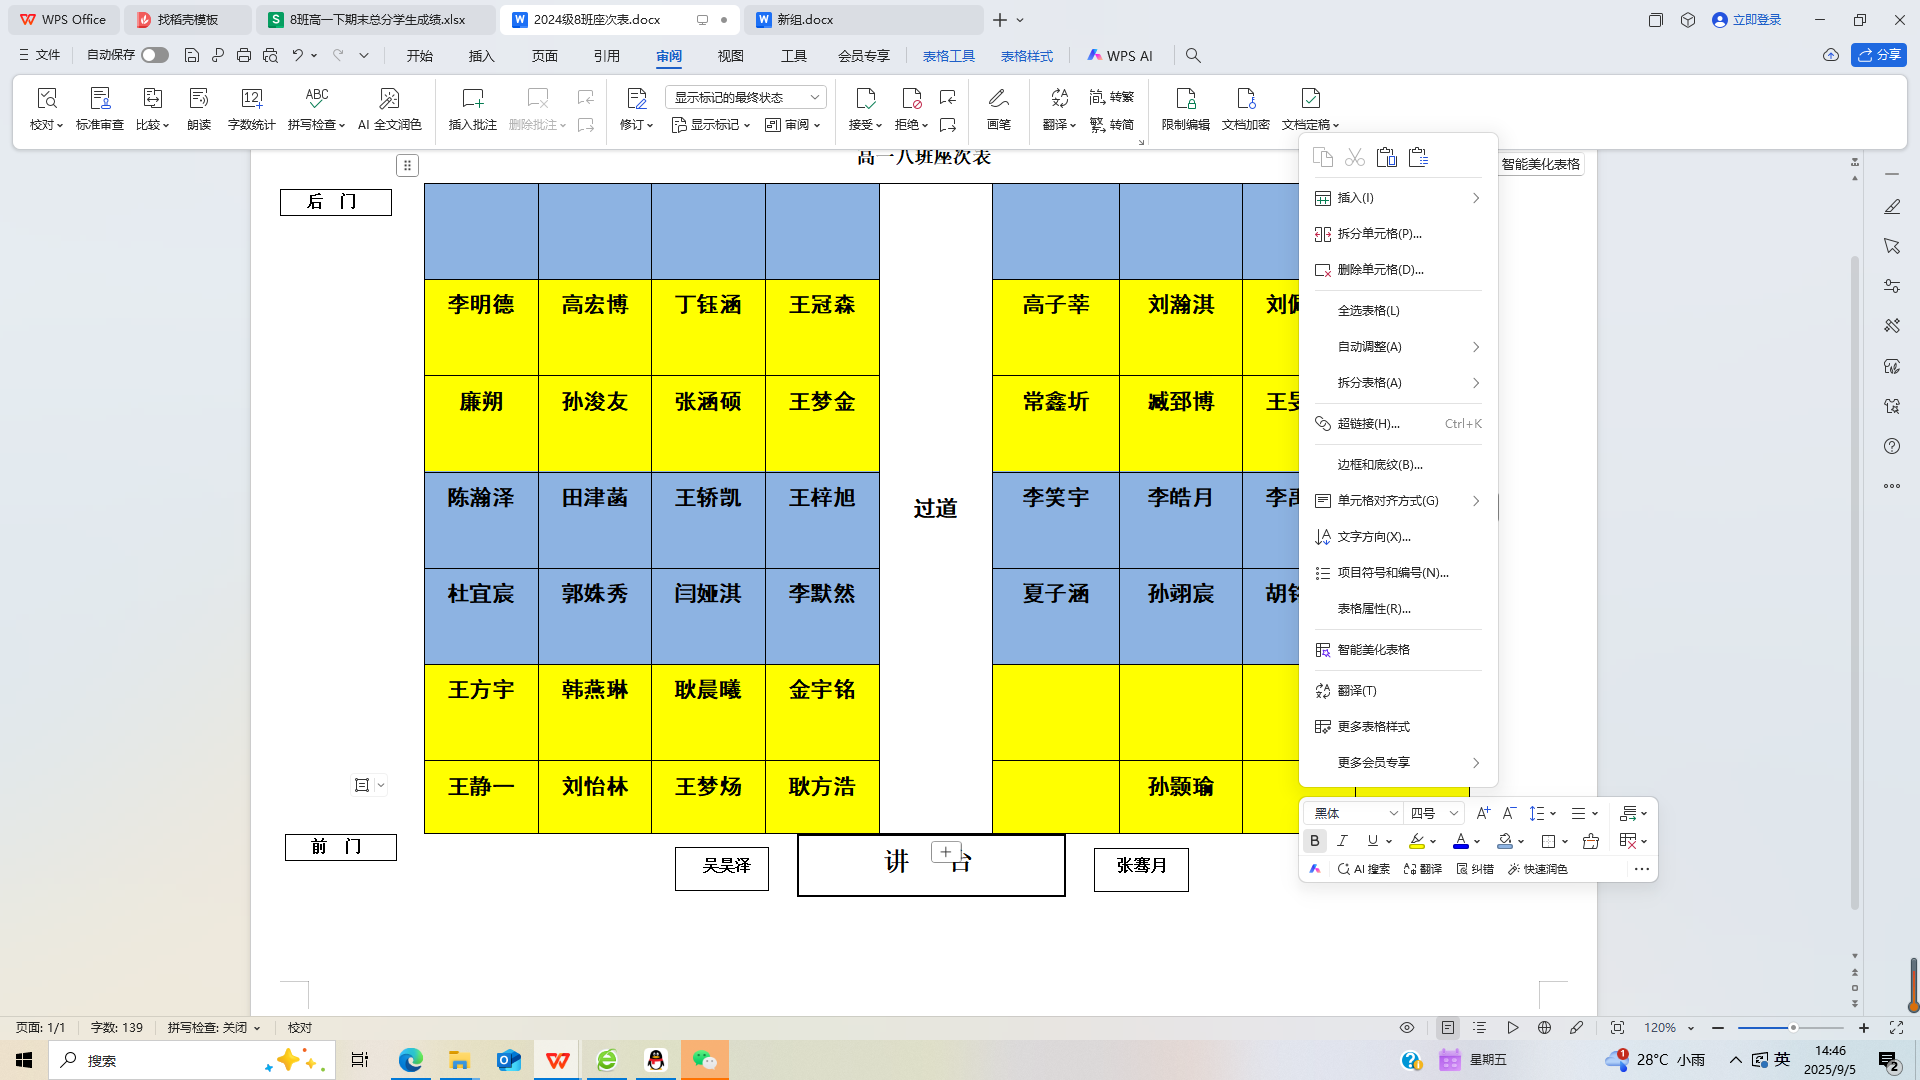 WPS Office 找稻壳模板 8班高一下期末总分学生成绩.xlsx 2024级8班座次表.docx 新组.docx 立即登录
文件 自动保存 开始 插入 页面 引用 审阅 视图 工具 会员专享 表格工具 表格样式 WPS AI 分享
显示标记的最终状态 转繁
校对 标准审查 比较 朗读 字数统计 拼写检查 AI 全文润色 插入批注 删除批注 修订 显示标记 审阅 接受 拒绝 画笔 翻译 转简 限制编辑 文档加密 文档定稿
高一八班座次表
智能美化表格
后 门
李明德 高宏博 丁钰涵 王冠森 高子莘 刘瀚淇
廉朔 孙浚友 张涵硕 王梦金 常鑫圻 臧郅博
陈瀚泽 田津菡 王轿凯 王梓旭 过道 李笑宇 李皓月
杜宜宸 郭姝秀 闫娅淇 李默然 夏子涵 孙翊宸
王方宇 韩燕琳 耿晨曦 金宇铭
王静一 刘怡林 王梦炀 耿方浩 孙颢瑜
前 门
吴昊泽 讲 台 张骞月
插入(I)
拆分单元格(P)...
删除单元格(D)...
全选表格(L)
自动调整(A)
拆分表格(A)
超链接(H)... Ctrl+K
边框和底纹(B)...
单元格对齐方式(G)
文字方向(X)...
项目符号和编号(N)...
表格属性(R)...
智能美化表格
翻译(T)
更多表格样式
更多会员专享
黑体 四号
B I U A
AI 搜索 翻译 纠错 快速润色
页面: 1/1 字数: 139 拼写检查: 关闭 校对 120%
搜索 星期五 28°C 小雨 英 14:46
2025/9/5